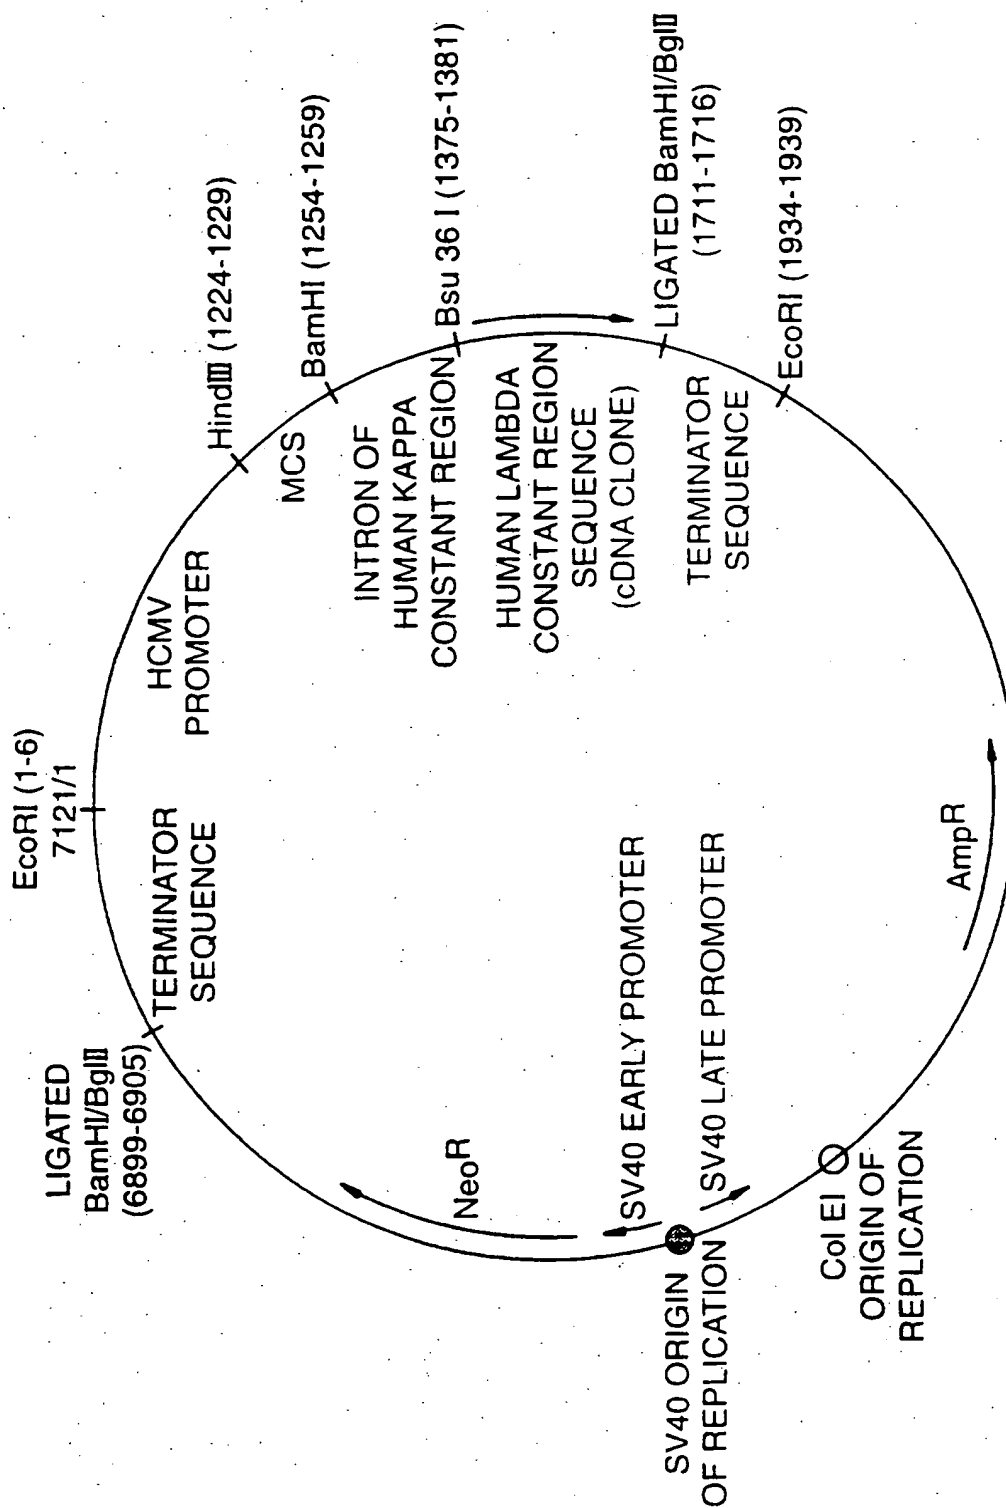 EcoRI (1-6)
7121/1
HCMV
PROMOTER
HindⅢ (1224-1229)
MCS
BamHI (1254-1259)
INTRON OF
HUMAN KAPPA
CONSTANT REGION
Bsu 36 I (1375-1381)
HUMAN LAMBDA
CONSTANT REGION
SEQUENCE
(cDNA CLONE)
LIGATED BamHI/BglⅡ
(1711-1716)
TERMINATOR
SEQUENCE
EcoRI (1934-1939)
AmpR
Col EI
ORIGIN OF
REPLICATION
SV40 LATE PROMOTER
SV40 EARLY PROMOTER
SV40 ORIGIN
OF REPLICATION
NeoR
LIGATED
BamHI/BglⅡ
(6899-6905)
TERMINATOR
SEQUENCE